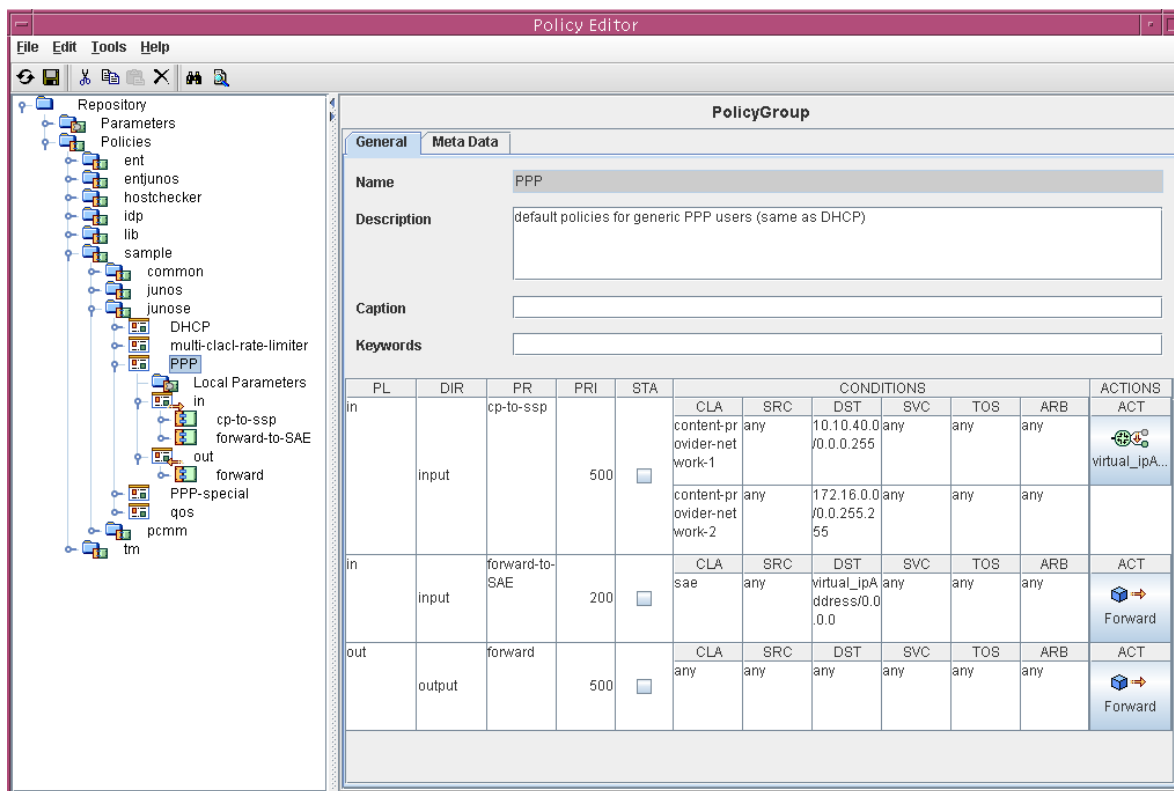 Policy Editor
File Edit Tools Help
Repository
Parameters
Policies
ent
entjunos
hostchecker
idp
lib
sample
common
junos
junose
DHCP
multi-clacl-rate-limiter
PPP
Local Parameters
in
cp-to-ssp
forward-to-SAE
out
forward
PPP-special
qos
pcmm
tm
PolicyGroup
General Meta Data
Name PPP
Description default policies for generic PPP users (same as DHCP)
Caption
Keywords
PL DIR PR PRI STA CONDITIONS ACTIONS
in cp-to-ssp CLA SRC DST SVC TOS ARB ACT
content-pr any 10.10.40.0 any any any
ovider-net /0.0.0.255
work-1 virtual_ipA...
input 500
content-pr any 172.16.0.0 any any any
ovider-net /0.0.255.2
work-2 55
in forward-to- CLA SRC DST SVC TOS ARB ACT
SAE sae any virtual_ipA any any any
input 200 ddress/0.0
.0.0 Forward
out forward CLA SRC DST SVC TOS ARB ACT
any any any any any any
output 500
Forward